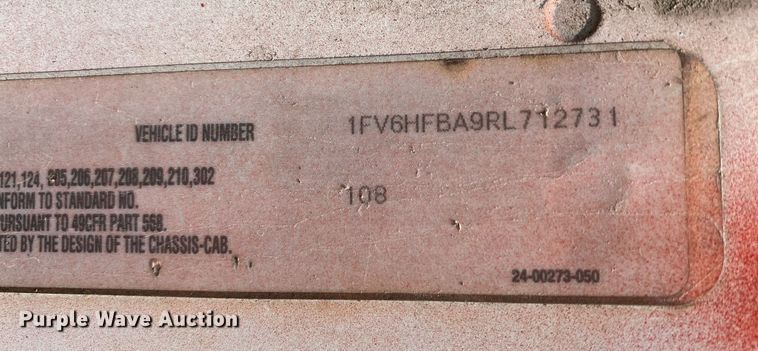 VEHICLE ID NUMBER 1FV6HFBA9RL712731
121,124, 205,206,207,208,209,210,302
NFORM TO STANDARD NO. 108
URSUANT TO 49CFR PART 568.
TED BY THE DESIGN OF THE CHASSIS-CAB.
24-00273-050
Purple Wave Auction